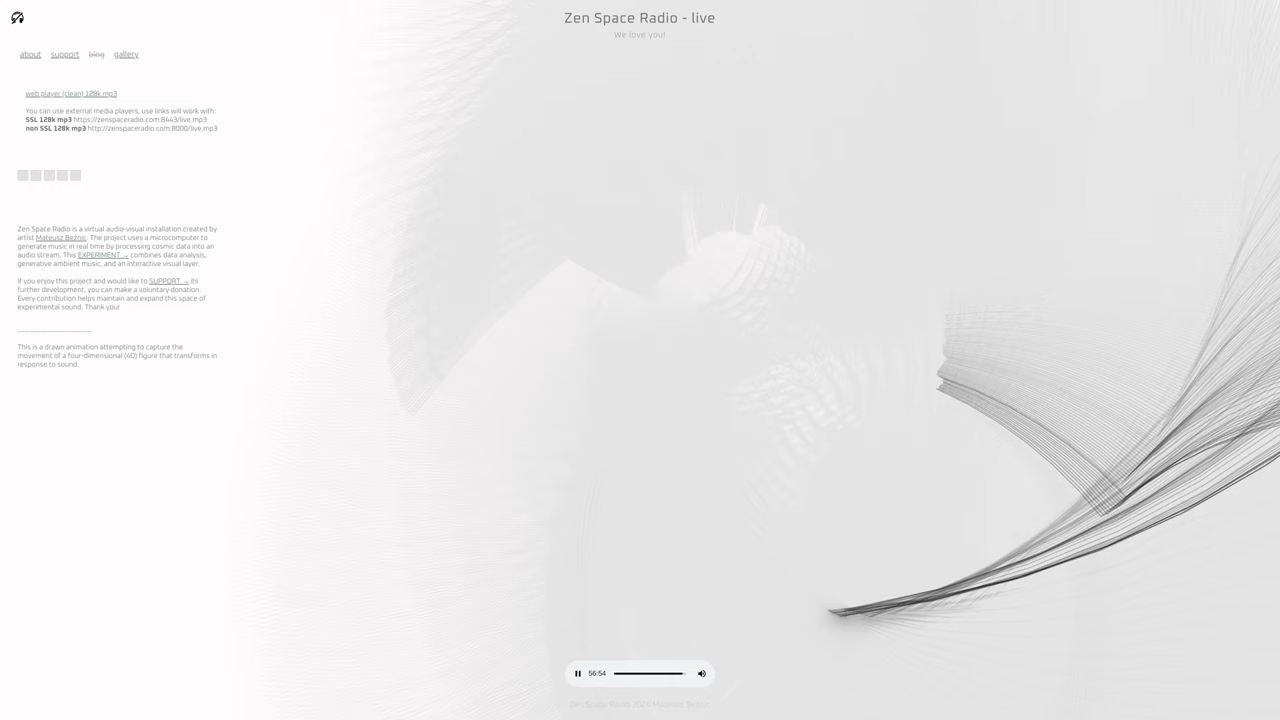 Zen Space Radio - live
We love you!
about support blog gallery
web player (clean) 128k mp3
You can use external media players, use links will work with:
SSL 128k mp3 https://zenspaceradio.com:8443/live.mp3
non SSL 128k mp3 http://zenspaceradio.com:8000/live.mp3
Zen Space Radio is a virtual audio-visual installation created by
artist Mateusz Beźnic. The project uses a microcomputer to
generate music in real time by processing cosmic data into an
audio stream. This EXPERIMENT → combines data analysis,
generative ambient music, and an interactive visual layer.
If you enjoy this project and would like to SUPPORT → its
further development, you can make a voluntary donation.
Every contribution helps maintain and expand this space of
experimental sound. Thank you!
This is a drawn animation attempting to capture the
movement of a four-dimensional (4D) figure that transforms in
response to sound.
56:54
Zen Space Radio 2024 Mateusz Beźnic